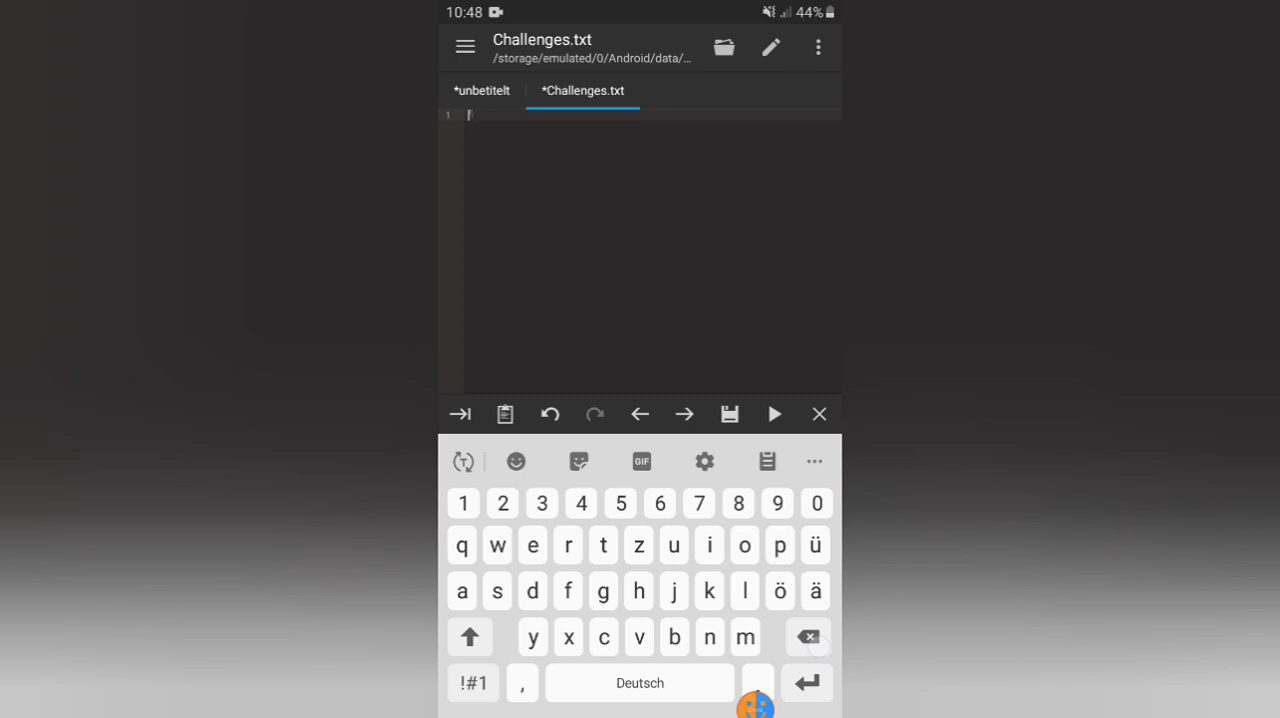 10:48 44%
Challenges.txt
/storage/emulated/0/Android/data/...
*unbetitelt *Challenges.txt
1
T GIF
1 2 3 4 5 6 7 8 9 0
q w e r t z u i o p ü
a s d f g h j k l ö ä
y x c v b n m
!#1 , Deutsch .